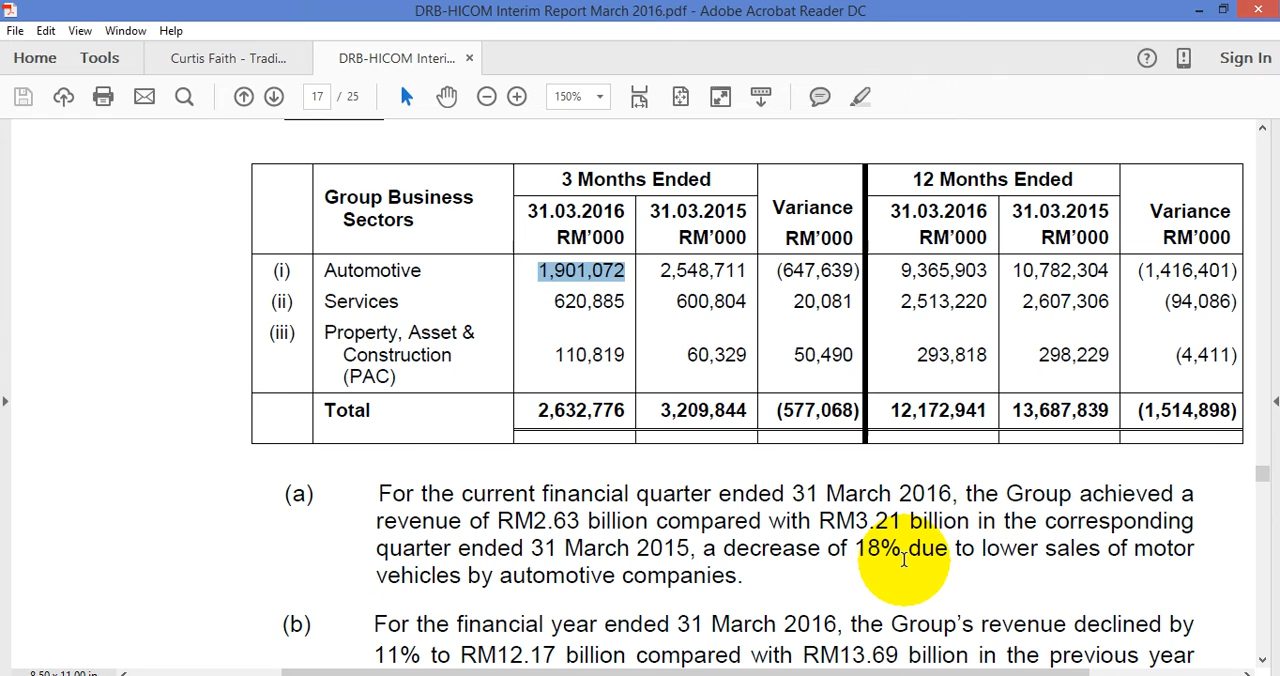 DRB-HICOM Interim Report March 2016.pdf - Adobe Acrobat Reader DC
File Edit View Window Help
Home Tools Curtis Faith - Tradi... DRB-HICOM Interi... × Sign In
17 / 25 150%
3 Months Ended 12 Months Ended
Group Business Sectors 31.03.2016 RM'000 31.03.2015 RM'000 Variance RM'000 31.03.2016 RM'000 31.03.2015 RM'000 Variance RM'000
(i) Automotive 1,901,072 2,548,711 (647,639) 9,365,903 10,782,304 (1,416,401)
(ii) Services 620,885 600,804 20,081 2,513,220 2,607,306 (94,086)
(iii) Property, Asset & Construction (PAC) 110,819 60,329 50,490 293,818 298,229 (4,411)
Total 2,632,776 3,209,844 (577,068) 12,172,941 13,687,839 (1,514,898)
(a) For the current financial quarter ended 31 March 2016, the Group achieved a
revenue of RM2.63 billion compared with RM3.21 billion in the corresponding
quarter ended 31 March 2015, a decrease of 18% due to lower sales of motor
vehicles by automotive companies.
(b) For the financial year ended 31 March 2016, the Group's revenue declined by
11% to RM12.17 billion compared with RM13.69 billion in the previous year
8.50 x 11.00 in